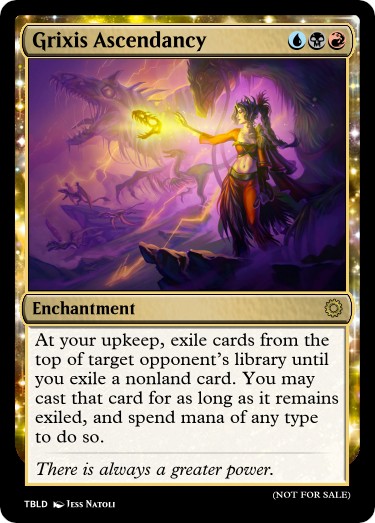 Grixis Ascendancy
Enchantment
At your upkeep, exile cards from the
top of target opponent's library until
you exile a nonland card. You may
cast that card for as long as it remains
exiled, and spend mana of any type
to do so.
There is always a greater power.
(NOT FOR SALE)
TBLD Jess Natoli